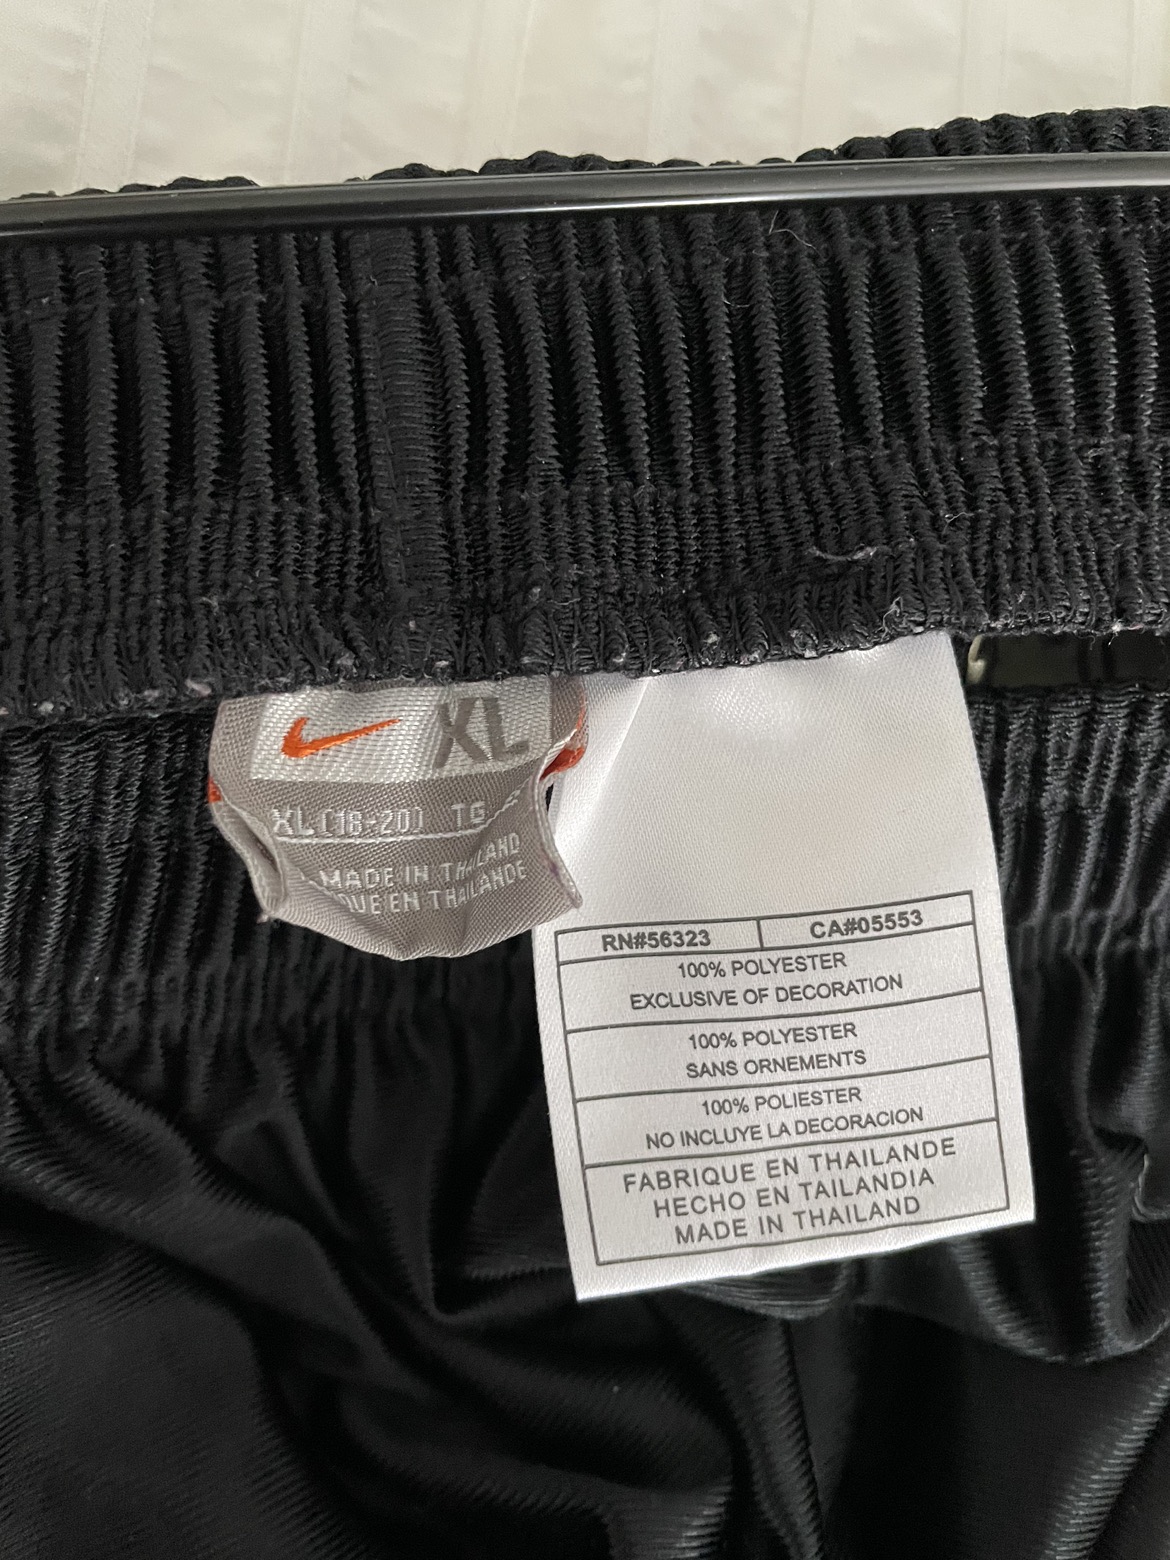 XL
XL (18-20) TG
MADE IN THAILAND
EN THAILANDE
RN#56323 CA#05553
100% POLYESTER
EXCLUSIVE OF DECORATION
100% POLYESTER
SANS ORNEMENTS
100% POLIESTER
NO INCLUYE LA DECORACION
FABRIQUE EN THAILANDE
HECHO EN TAILANDIA
MADE IN THAILAND